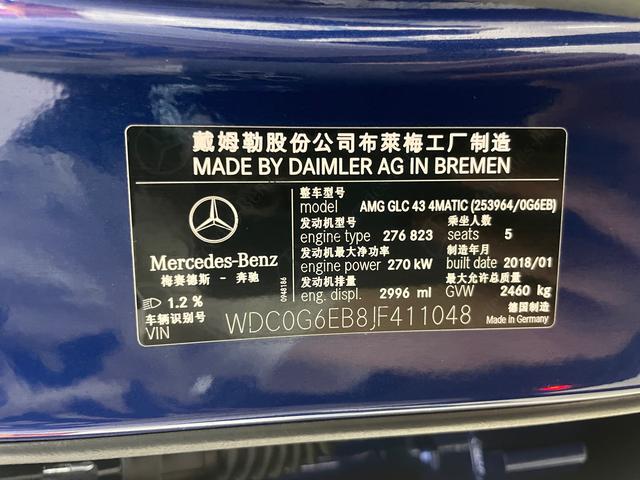 戴姆勒股份公司布莱梅工厂制造
MADE BY DAIMLER AG IN BREMEN
整车型号
model AMG GLC 43 4MATIC (253964/0G6EB)
发动机型号 乘坐人数
engine type 276 823 seats 5
发动机最大净功率 制造年月
engine power 270 kW built date 2018/01
发动机排量 最大允许总质量
eng. displ. 2996 ml GVW 2460 kg
Mercedes-Benz
梅赛德斯 - 奔驰
0948186
1.2 %
车辆识别号 德国制造
VIN WDC0G6EB8JF411048 Made in Germany